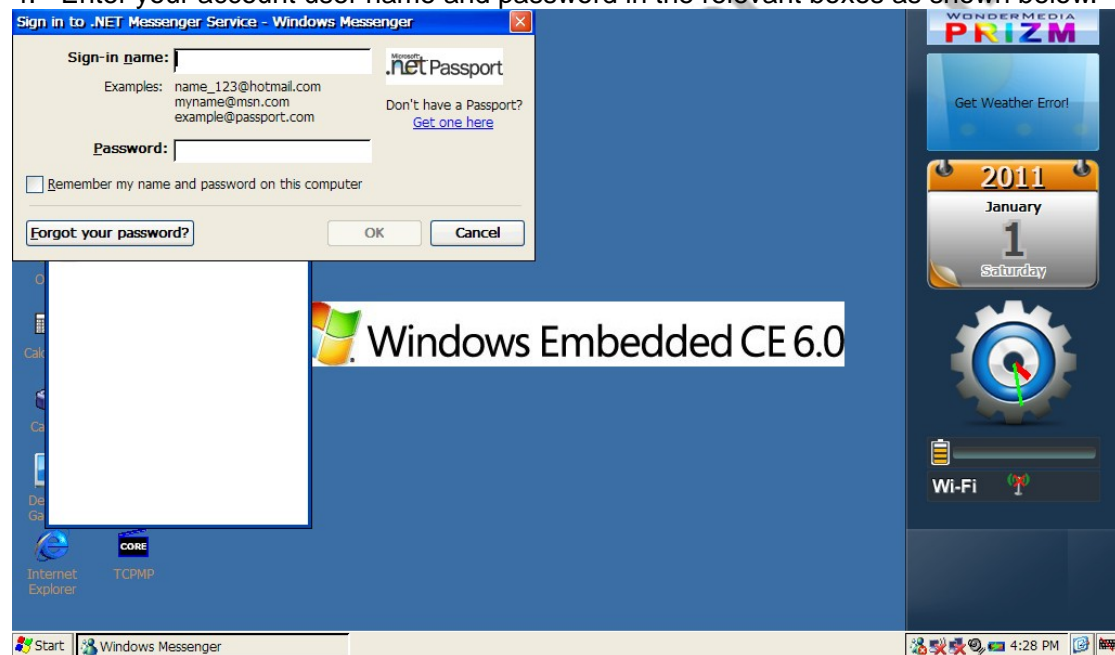 4. Enter your account user name and password in the relevant boxes as shown below.
Sign in to .NET Messenger Service - Windows Messenger
Sign-in name:
Examples: name_123@hotmail.com
myname@msn.com
example@passport.com
Microsoft
.net Passport
Don't have a Passport?
Get one here
Password:
Remember my name and password on this computer
Forgot your password?
OK
Cancel
Windows Embedded CE 6.0
Internet
Explorer
CORE
TCPMP
WONDERMEDIA
PRIZM
Get Weather Error!
2011
January
1
Saturday
Wi-Fi
Start
Windows Messenger
4:28 PM